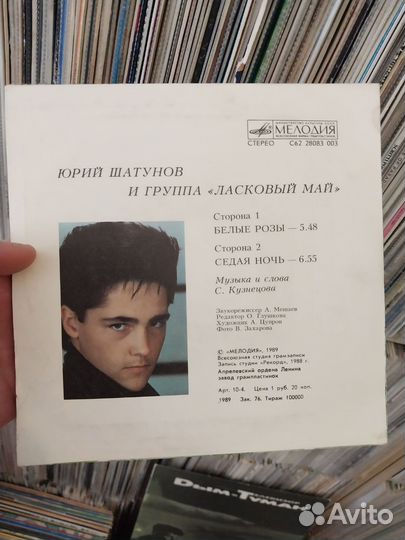 МЕЛОДИЯ
СТЕРЕО С62 28083 003
ЮРИЙ ШАТУНОВ
И ГРУППА «ЛАСКОВЫЙ МАЙ»
Сторона 1
БЕЛЫЕ РОЗЫ — 5.48
Сторона 2
СЕДАЯ НОЧЬ — 6.55
Музыка и слова
С. Кузнецова
Звукорежиссер А. Мешаев
Редактор О. Глушкова
Художник А. Цупров
Фото В. Захарова
© «МЕЛОДИЯ», 1989
Всесоюзная студия грамзаписи
Запись студии «Рекорд», 1988 г.
Апрелевский ордена Ленина
завод грампластинок
Арт. 10-4. Цена 1 руб. 20 коп.
1989 Зак. 76. Тираж 100000
Дым-Туман
Avito